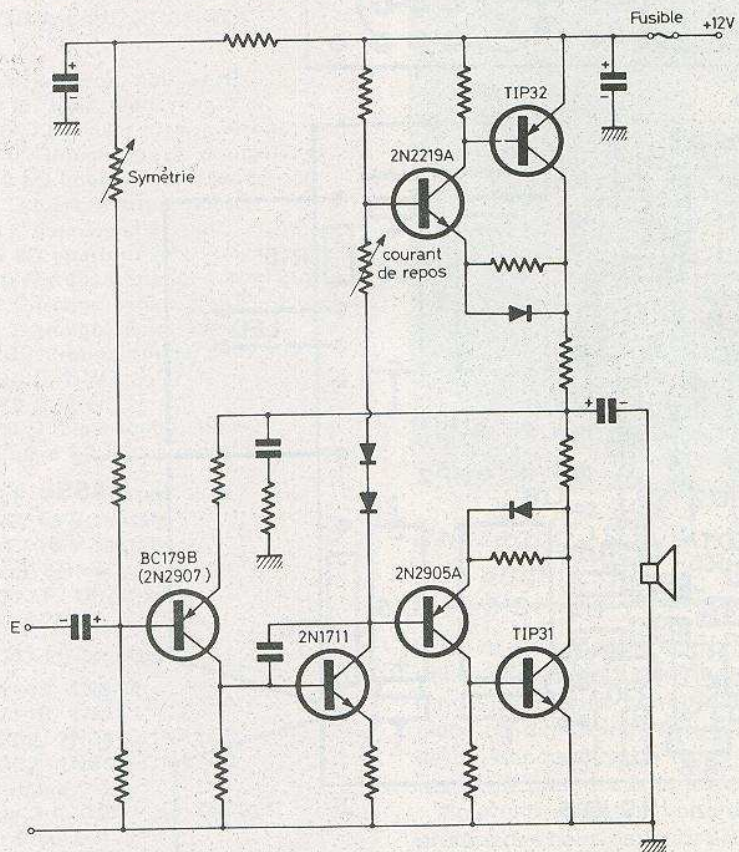 Fusible
+12V
+
-
+
-
TIP32
2N2219A
Symétrie
courant
de repos
+ -
BC179B
(2N2907)
2N2905A
E
- +
2N1711
TIP31